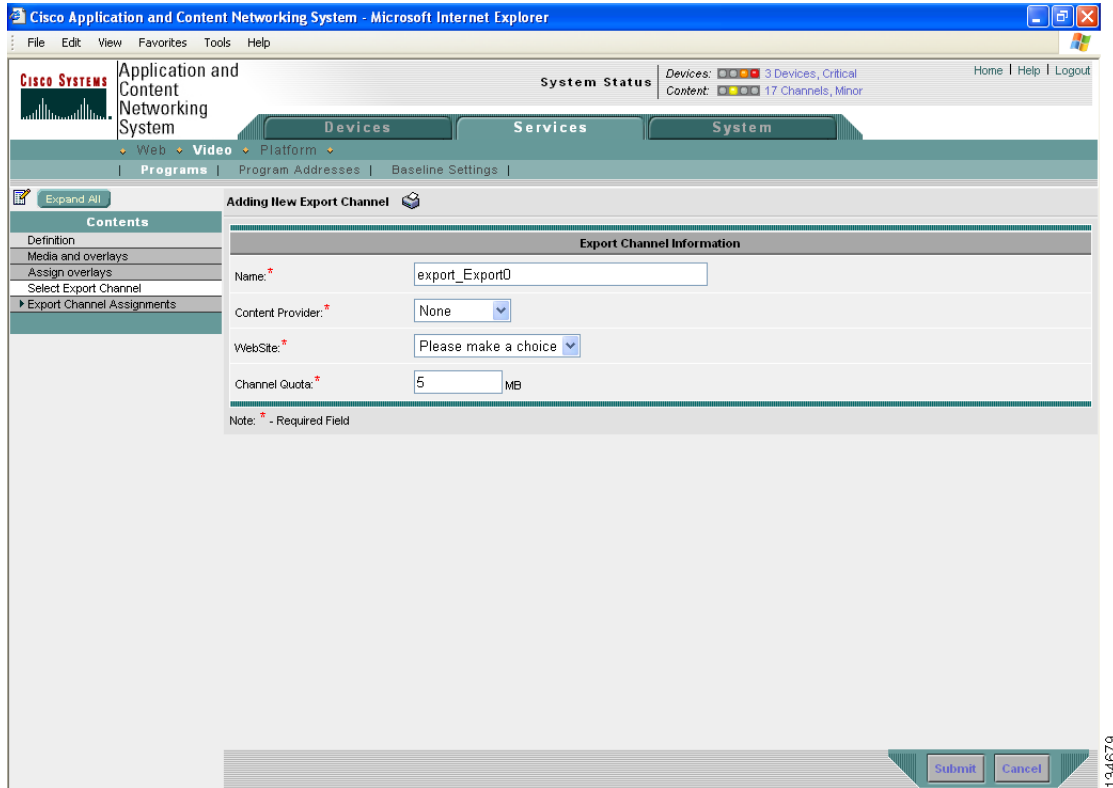 Cisco Application and Content Networking System - Microsoft Internet Explorer
File Edit View Favorites Tools Help
CISCO SYSTEMS
Application and
Content
Networking
System
System Status
Devices: 3 Devices, Critical
Content: 17 Channels, Minor
Home | Help | Logout
Devices Services System
Web Video Platform
| Programs | Program Addresses | Baseline Settings |
Expand All
Contents
Definition
Media and overlays
Assign overlays
Select Export Channel
Export Channel Assignments
Adding New Export Channel
Export Channel Information
Name:* export_Export0
Content Provider:* None
WebSite:* Please make a choice
Channel Quota:* 5 MB
Note: * - Required Field
Submit Cancel
134679